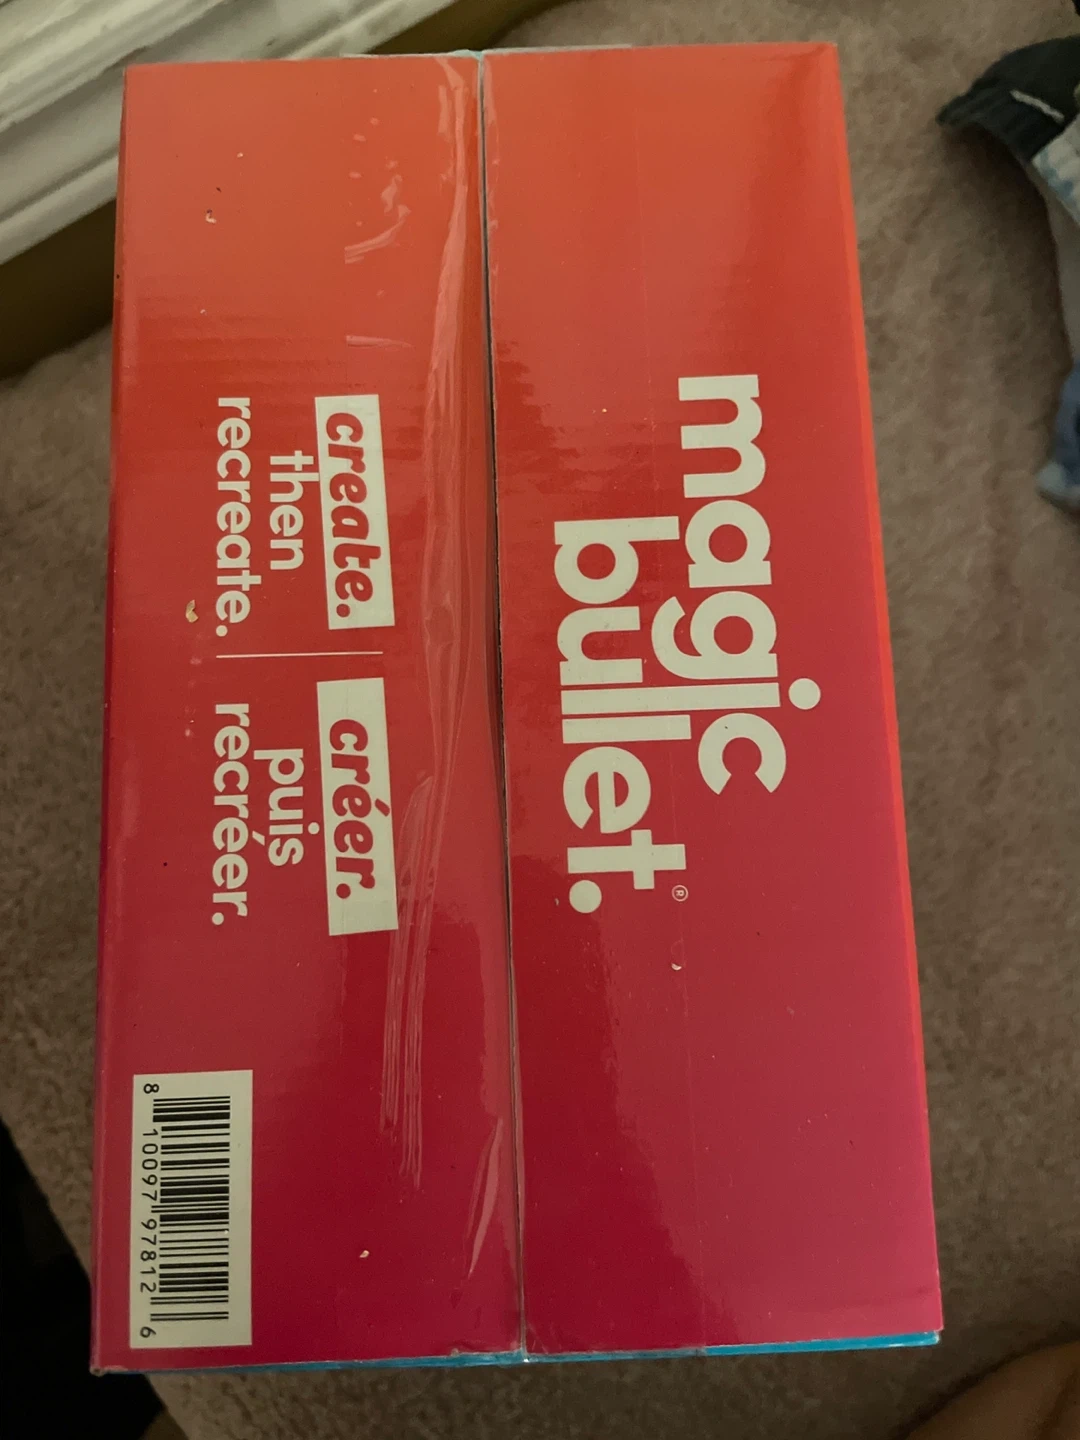 magic
bullet.®
create.
then
recreate.
créer.
puis
recréer.
8 10097 97812 6